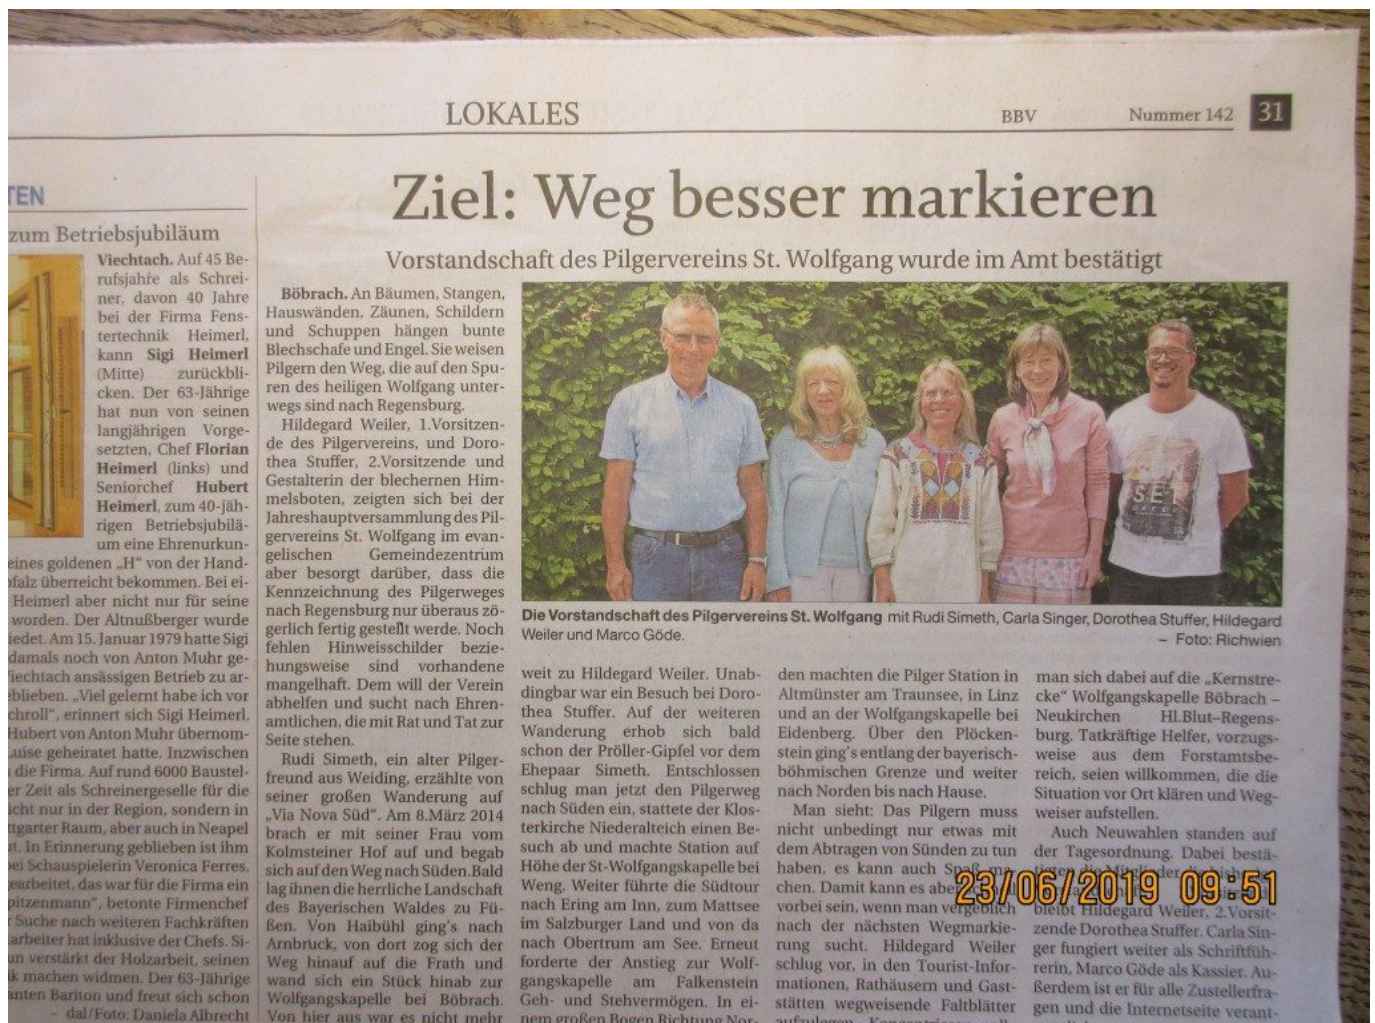 LOKALES
BBV
Nummer 142
31
TEN
zum Betriebsjubiläum
Viechtach. Auf 45 Be-
rufsjahre als Schrei-
ner, davon 40 Jahre
bei der Firma Fens-
tertechnik Heimerl,
kann Sigi Heimerl
(Mitte) zurückbli-
cken. Der 63-Jährige
hat nun von seinen
langjährigen Vorge-
setzten, Chef Florian
Heimerl (links) und
Seniorchef Hubert
Heimerl, zum 40-jäh-
rigen Betriebsjubilä-
um eine Ehrenurkun-
eines goldenen „H" von der Hand-
pfalz überreicht bekommen. Bei ei-
Heimerl aber nicht nur für seine
worden. Der Altnußberger wurde
iedet. Am 15. Januar 1979 hatte Sigi
damals noch von Anton Muhr ge-
Viechtach ansässigen Betrieb zu ar-
eblieben. „Viel gelernt habe ich vor
chroll", erinnert sich Sigi Heimerl.
Hubert von Anton Muhr übernom-
Luise geheiratet hatte. Inzwischen
die Firma. Auf rund 6000 Baustel-
er Zeit als Schreinergeselle für die
icht nur in der Region, sondern in
ttgarter Raum, aber auch in Neapel
ut. In Erinnerung geblieben ist ihm
bei Schauspielerin Veronica Ferres.
earbeitet, das war für die Firma ein
pitzenmann", betonte Firmenchef
Suche nach weiteren Fachkräften
arbeiter hat inklusive der Chefs. Si-
un verstärkt der Holzarbeit, seinen
ik machen widmen. Der 63-Jährige
anten Bariton und freut sich schon
– dal/Foto: Daniela Albrecht
Ziel: Weg besser markieren
Vorstandschaft des Pilgervereins St. Wolfgang wurde im Amt bestätigt
Böbrach. An Bäumen, Stangen,
Hauswänden, Zäunen, Schildern
und Schuppen hängen bunte
Blechschafe und Engel. Sie weisen
Pilgern den Weg, die auf den Spu-
ren des heiligen Wolfgang unter-
wegs sind nach Regensburg.
Hildegard Weiler, 1.Vorsitzen-
de des Pilgervereins, und Doro-
thea Stuffer, 2.Vorsitzende und
Gestalterin der blechernen Him-
melsboten, zeigten sich bei der
Jahreshauptversammlung des Pil-
gervereins St. Wolfgang im evan-
gelischen Gemeindezentrum
aber besorgt darüber, dass die
Kennzeichnung des Pilgerweges
nach Regensburg nur überaus zö-
gerlich fertig gestellt werde. Noch
fehlen Hinweisschilder bezie-
hungsweise sind vorhandene
mangelhaft. Dem will der Verein
abhelfen und sucht nach Ehren-
amtlichen, die mit Rat und Tat zur
Seite stehen.
Rudi Simeth, ein alter Pilger-
freund aus Weiding, erzählte von
seiner großen Wanderung auf
„Via Nova Süd". Am 8.März 2014
brach er mit seiner Frau vom
Kolmsteiner Hof auf und begab
sich auf den Weg nach Süden.Bald
lag ihnen die herrliche Landschaft
des Bayerischen Waldes zu Fü-
ßen. Von Haibühl ging's nach
Arnbruck, von dort zog sich der
Weg hinauf auf die Frath und
wand sich ein Stück hinab zur
Wolfgangskapelle bei Böbrach.
Von hier aus war es nicht mehr
SEL
Die Vorstandschaft des Pilgervereins St. Wolfgang mit Rudi Simeth, Carla Singer, Dorothea Stuffer, Hildegard
Weiler und Marco Göde.
– Foto: Richwien
weit zu Hildegard Weiler. Unab-
dingbar war ein Besuch bei Doro-
thea Stuffer. Auf der weiteren
Wanderung erhob sich bald
schon der Pröller-Gipfel vor dem
Ehepaar Simeth. Entschlossen
schlug man jetzt den Pilgerweg
nach Süden ein, stattete der Klos-
terkirche Niederalteich einen Be-
such ab und machte Station auf
Höhe der St-Wolfgangskapelle bei
Weng. Weiter führte die Südtour
nach Ering am Inn, zum Mattsee
im Salzburger Land und von da
nach Obertrum am See. Erneut
forderte der Anstieg zur Wolf-
gangskapelle am Falkenstein
Geh- und Stehvermögen. In ei-
nem großen Bogen Richtung Nor-
den machten die Pilger Station in
Altmünster am Traunsee, in Linz
und an der Wolfgangskapelle bei
Eidenberg. Über den Plöcken-
stein ging's entlang der bayerisch-
böhmischen Grenze und weiter
nach Norden bis nach Hause.
Man sieht: Das Pilgern muss
nicht unbedingt nur etwas mit
dem Abtragen von Sünden zu tun
haben, es kann auch Spaß ma-
chen. Damit kann es aber
vorbei sein, wenn man vergeblich
nach der nächsten Wegmarkie-
rung sucht. Hildegard Weiler
schlug vor, in den Tourist-Infor-
mationen, Rathäusern und Gast-
stätten wegweisende Faltblätter
man sich dabei auf die „Kernstre-
cke" Wolfgangskapelle Böbrach –
Neukirchen Hl.Blut–Regens-
burg. Tatkräftige Helfer, vorzugs-
weise aus dem Forstamtsbe-
reich, seien willkommen, die die
Situation vor Ort klären und Weg-
weiser aufstellen.
Auch Neuwahlen standen auf
der Tagesordnung. Dabei bestä-
bleibt Hildegard Weiler, 2.Vorsit-
zende Dorothea Stuffer. Carla Sin-
ger fungiert weiter als Schriftfüh-
rerin, Marco Göde als Kassier. Au-
ßerdem ist er für alle Zustellerfra-
gen und die Internetseite verant-
23/06/2019 09:51